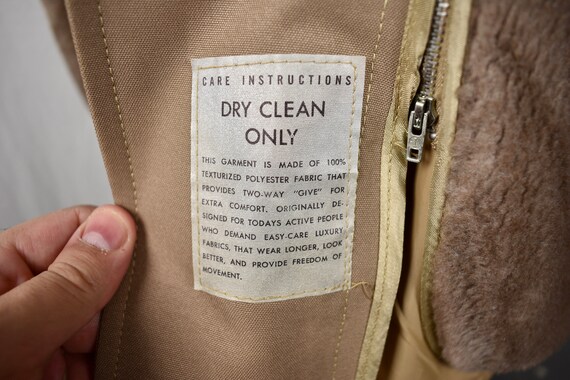 CARE INSTRUCTIONS
DRY CLEAN
ONLY
THIS GARMENT IS MADE OF 100%
TEXTURIZED POLYESTER FABRIC THAT
PROVIDES TWO-WAY "GIVE" FOR
EXTRA COMFORT. ORIGINALLY DE-
SIGNED FOR TODAYS ACTIVE PEOPLE
WHO DEMAND EASY-CARE LUXURY
FABRICS, THAT WEAR LONGER, LOOK
BETTER, AND PROVIDE FREEDOM OF
MOVEMENT.